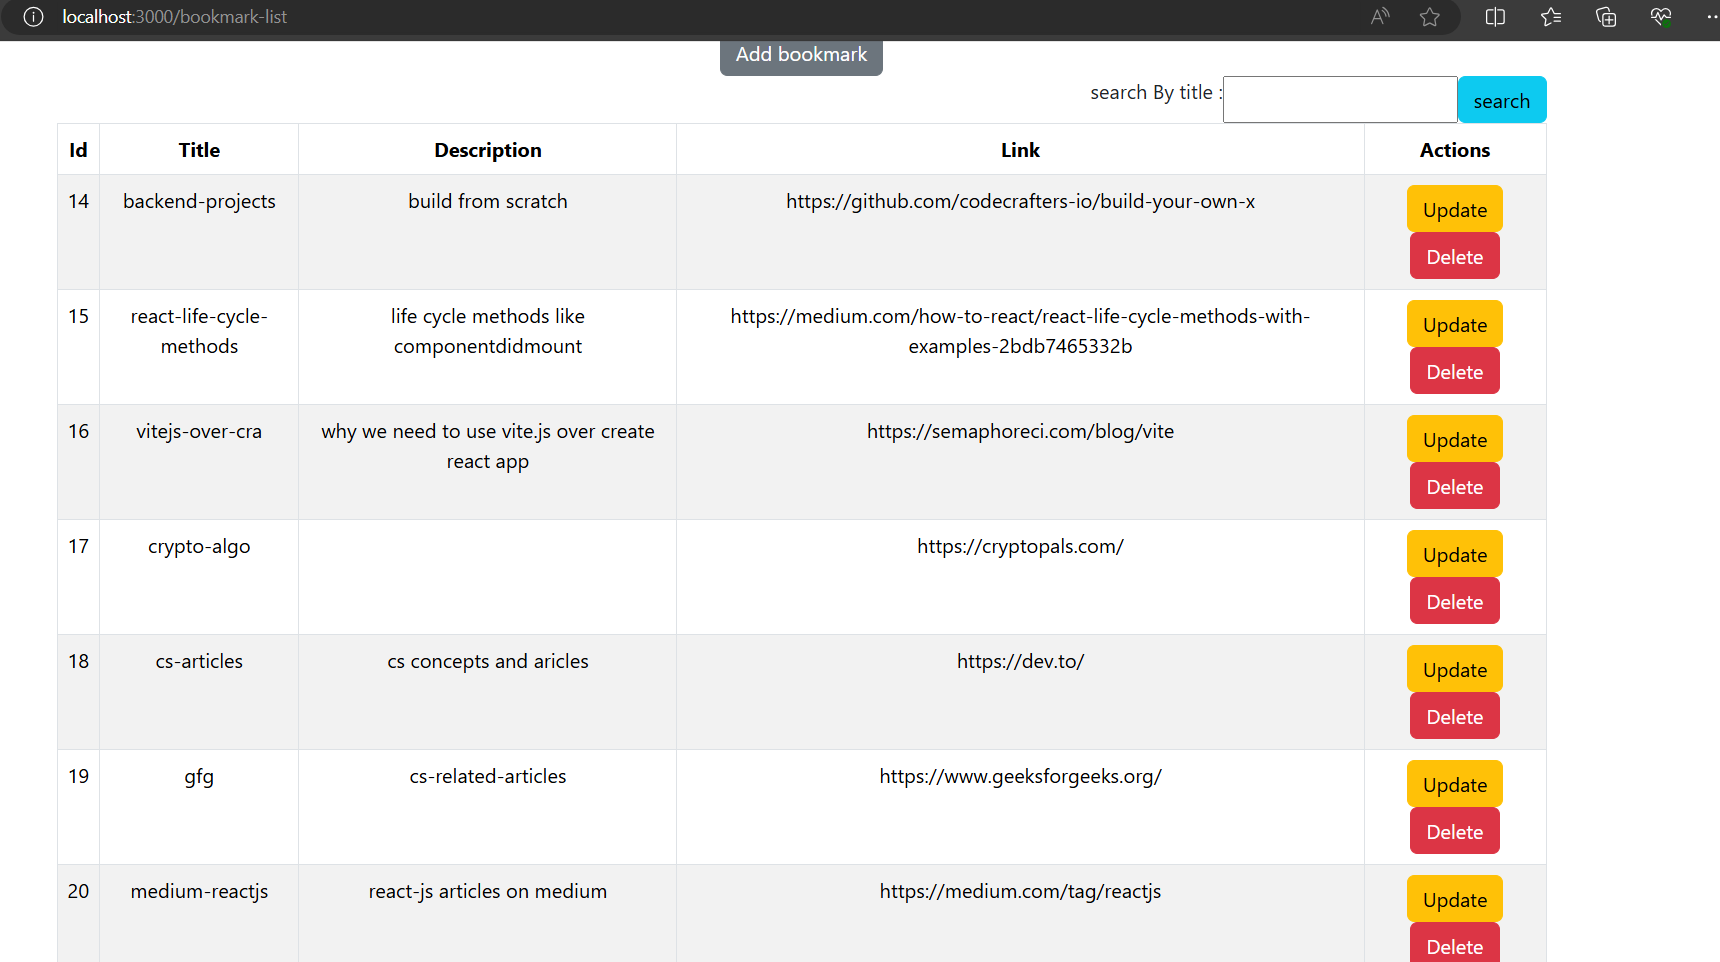 localhost:3000/bookmark-list
Add bookmark
search By title :
search
Id Title Description Link Actions
14 backend-projects build from scratch https://github.com/codecrafters-io/build-your-own-x Update
Delete
15 react-life-cycle- life cycle methods like https://medium.com/how-to-react/react-life-cycle-methods-with- Update
methods componentdidmount examples-2bdb7465332b Delete
16 vitejs-over-cra why we need to use vite.js over create https://semaphoreci.com/blog/vite Update
react app Delete
17 crypto-algo https://cryptopals.com/ Update
Delete
18 cs-articles cs concepts and aricles https://dev.to/ Update
Delete
19 gfg cs-related-articles https://www.geeksforgeeks.org/ Update
Delete
20 medium-reactjs react-js articles on medium https://medium.com/tag/reactjs Update
Delete